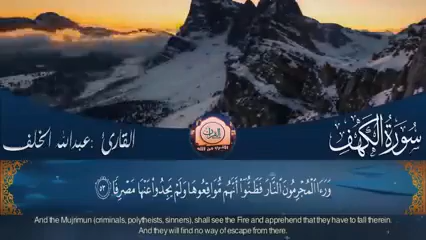 سورة الكهف
القارئ : عبدالله الخلف
وَرَءَا الْمُجْرِمُونَ النَّارَ فَظَنُّوٓا۟ أَنَّهُم مُّوَاقِعُوهَا وَلَمْ يَجِدُوا۟ عَنْهَا مَصْرِفًا ٥٣
And the Mujrimun (criminals, polytheists, sinners), shall see the Fire and apprehend that they have to fall therein.
And they will find no way of escape from there.